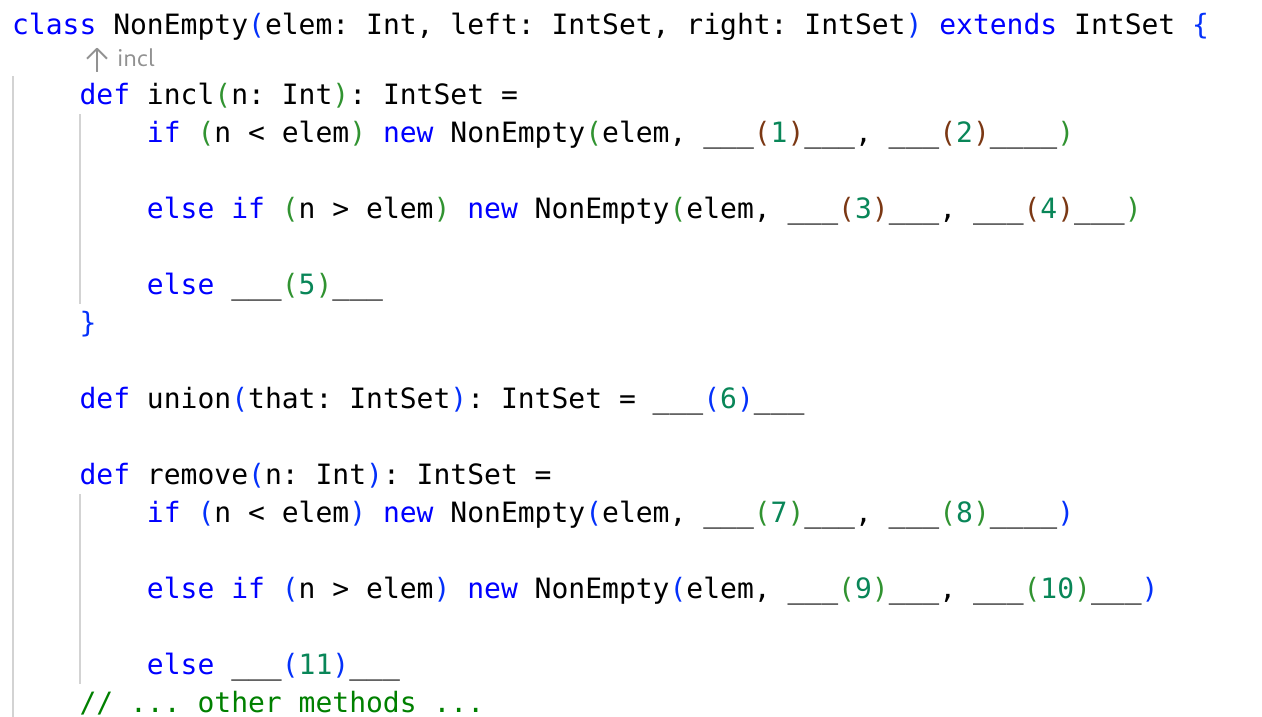 class NonEmpty(elem: Int, left: IntSet, right: IntSet) extends IntSet {
↑ incl
def incl(n: Int): IntSet =
if (n < elem) new NonEmpty(elem, ___(1)___, ___(2)____)
else if (n > elem) new NonEmpty(elem, ___(3)___, ___(4)___)
else ___(5)___
}
def union(that: IntSet): IntSet = ___(6)___
def remove(n: Int): IntSet =
if (n < elem) new NonEmpty(elem, ___(7)___, ___(8)____)
else if (n > elem) new NonEmpty(elem, ___(9)___, ___(10)___)
else ___(11)___
// ... other methods ...